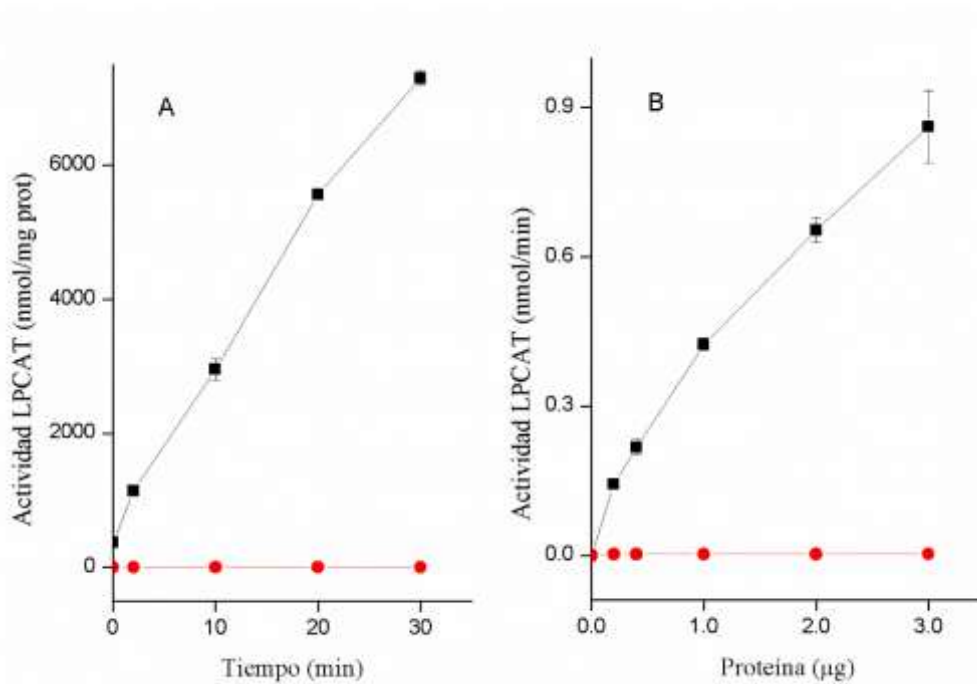 A
Actividad LPCAT (nmol/mg prot)
6000
4000
2000
0
0 10 20 30
Tiempo (min)
B
Actividad LPCAT (nmol/min)
0.9
0.6
0.3
0.0
0.0 1.0 2.0 3.0
Proteína (μg)